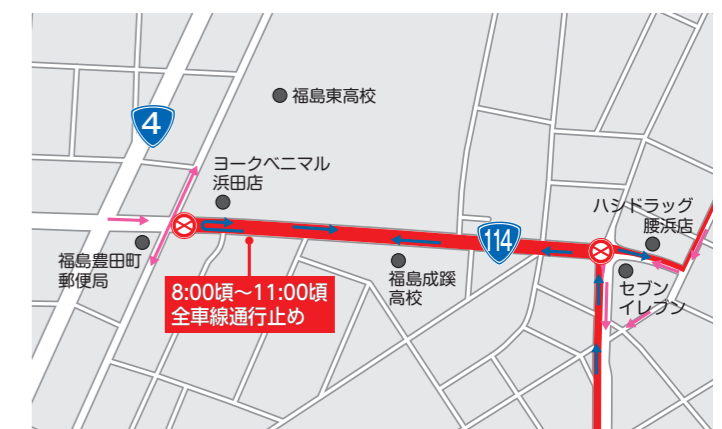 福島東高校
4
ヨークベニマル
浜田店
ハシドラッグ
腰浜店
114
福島豊田町
郵便局
福島成蹊
高校
セブン
イレブン
8:00頃～11:00頃
全車線通行止め